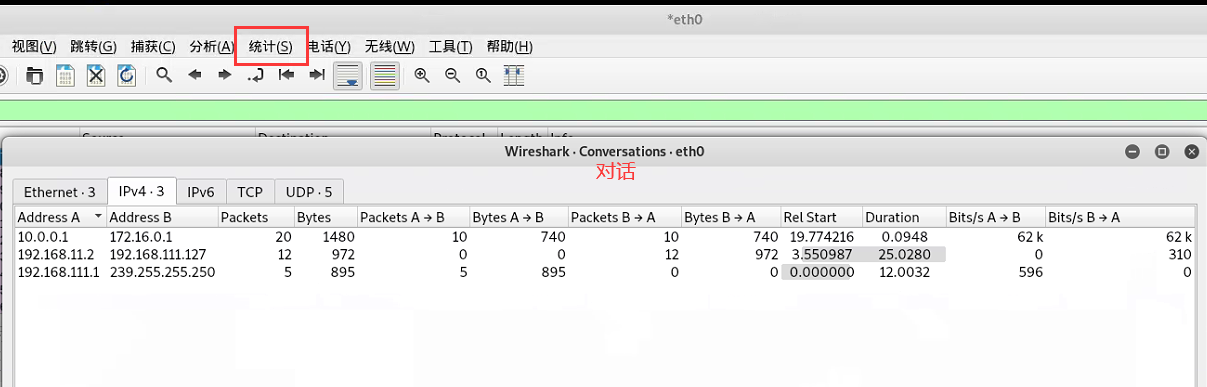 *eth0
视图(V) 跳转(G) 捕获(C) 分析(A) 统计(S) 电话(Y) 无线(W) 工具(T) 帮助(H)
Source Destination Protocol Length Info
Wireshark · Conversations · eth0
对话
Ethernet · 3 IPv4 · 3 IPv6 TCP UDP · 5
Address A Address B Packets Bytes Packets A → B Bytes A → B Packets B → A Bytes B → A Rel Start Duration Bits/s A → B Bits/s B → A
10.0.0.1 172.16.0.1 20 1480 10 740 10 740 19.774216 0.0948 62 k 62 k
192.168.11.2 192.168.111.127 12 972 0 0 12 972 3.550987 25.0280 0 310
192.168.111.1 239.255.255.250 5 895 5 895 0 0 0.000000 12.0032 596 0